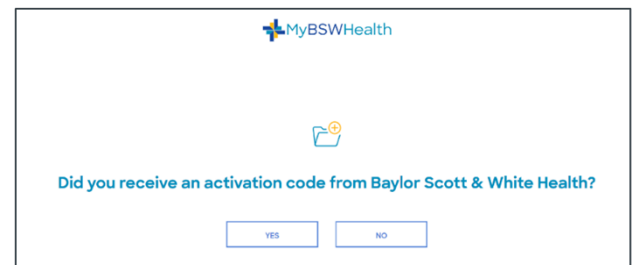 MyBSWHealth
Did you receive an activation code from Baylor Scott & White Health?
YES
NO